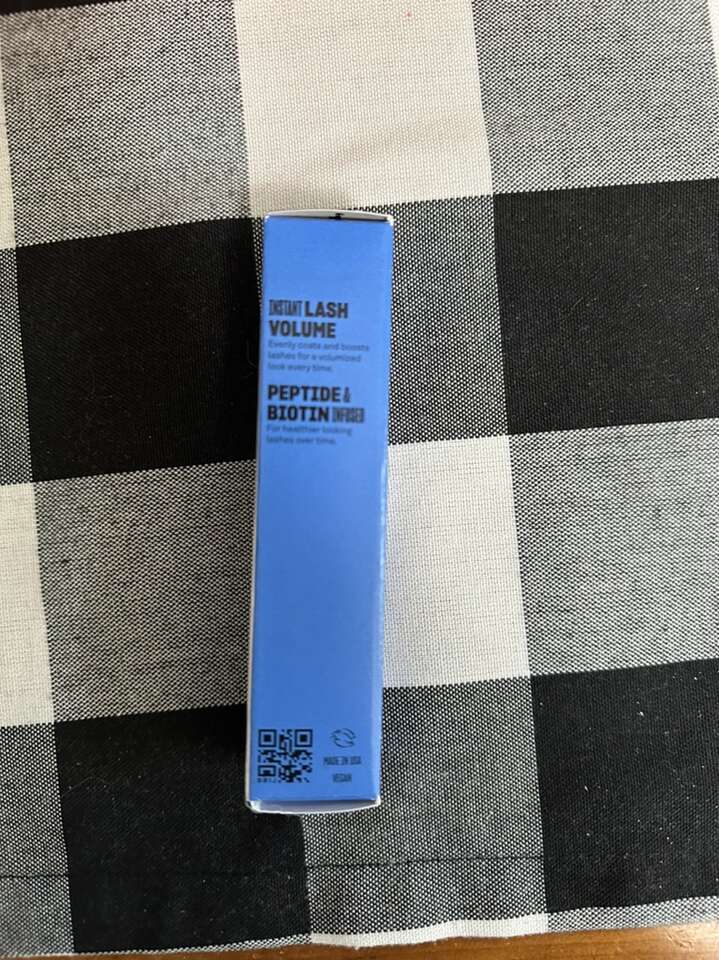 INSTANT LASH
VOLUME
Evenly coats and boosts
lashes for a volumized
look every time.
PEPTIDE &
BIOTIN INFUSED
For healthier looking
lashes over time.
MADE IN USA
VEGAN